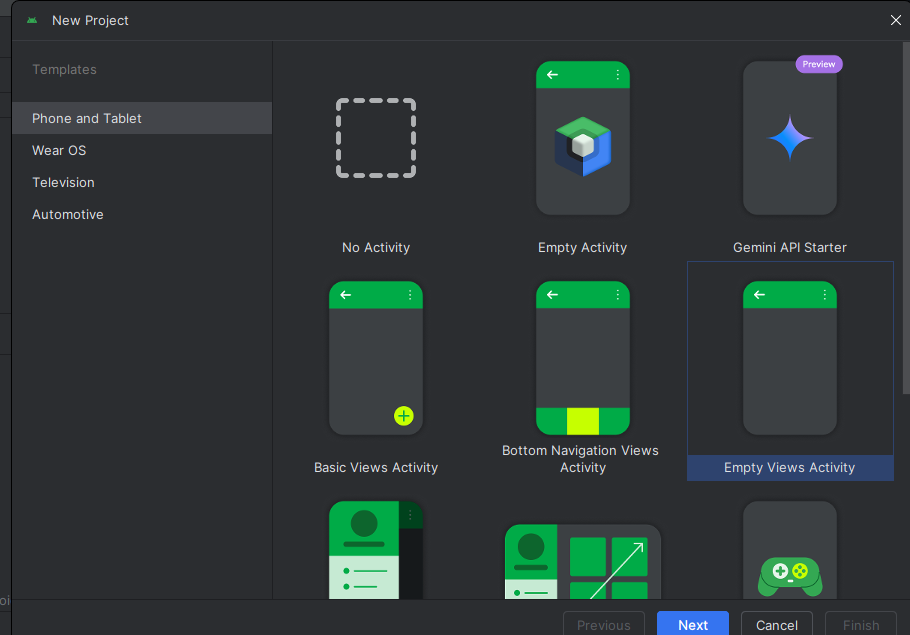 New Project
Templates
Phone and Tablet
Wear OS
Television
Automotive
Preview
No Activity
Empty Activity
Gemini API Starter
Basic Views Activity
Bottom Navigation Views
Activity
Empty Views Activity
Previous
Next
Cancel
Finish